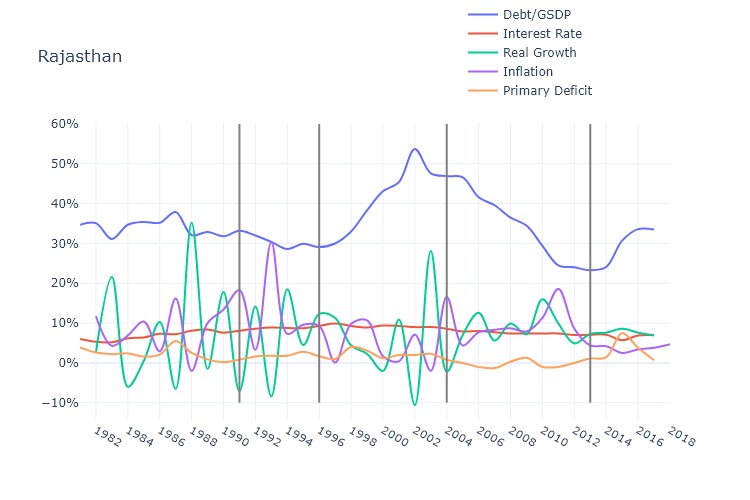 Debt/GSDP
Interest Rate
Real Growth
Inflation
Primary Deficit
Rajasthan
60%
50%
40%
30%
20%
10%
0%
−10%
1982 1984 1986 1988 1990 1992 1994 1996 1998 2000 2002 2004 2006 2008 2010 2012 2014 2016 2018